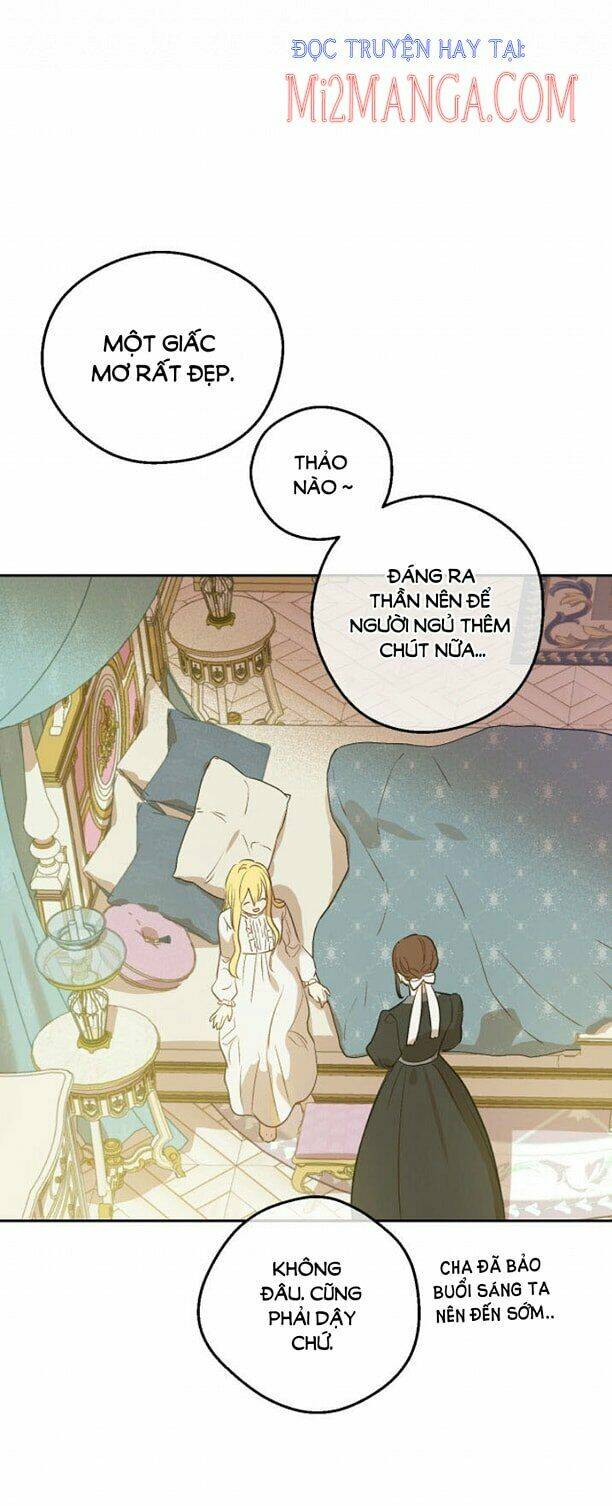 ĐỌC TRUYỆN HAY TẠI:
MI2MANGA.COM
MỘT GIẤC
MƠ RẤT ĐẸP.
THẢO
NÀO ~
ĐÁNG RA
THẦN NÊN ĐỂ
NGƯỜI NGỦ THÊM
CHÚT NỮA...
KHÔNG
ĐÂU. CŨNG
PHẢI DẬY
CHỨ.
CHA ĐÃ BẢO
BUỔI SÁNG TA
NÊN ĐẾN SỚM..